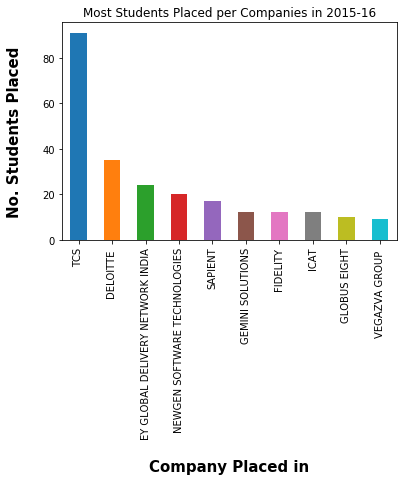 Most Students Placed per Companies in 2015-16
No. Students Placed
80
60
40
20
0
TCS
DELOITTE
EY GLOBAL DELIVERY NETWORK INDIA
NEWGEN SOFTWARE TECHNOLOGIES
SAPIENT
GEMINI SOLUTIONS
FIDELITY
ICAT
GLOBUS EIGHT
VEGAZVA GROUP
Company Placed in